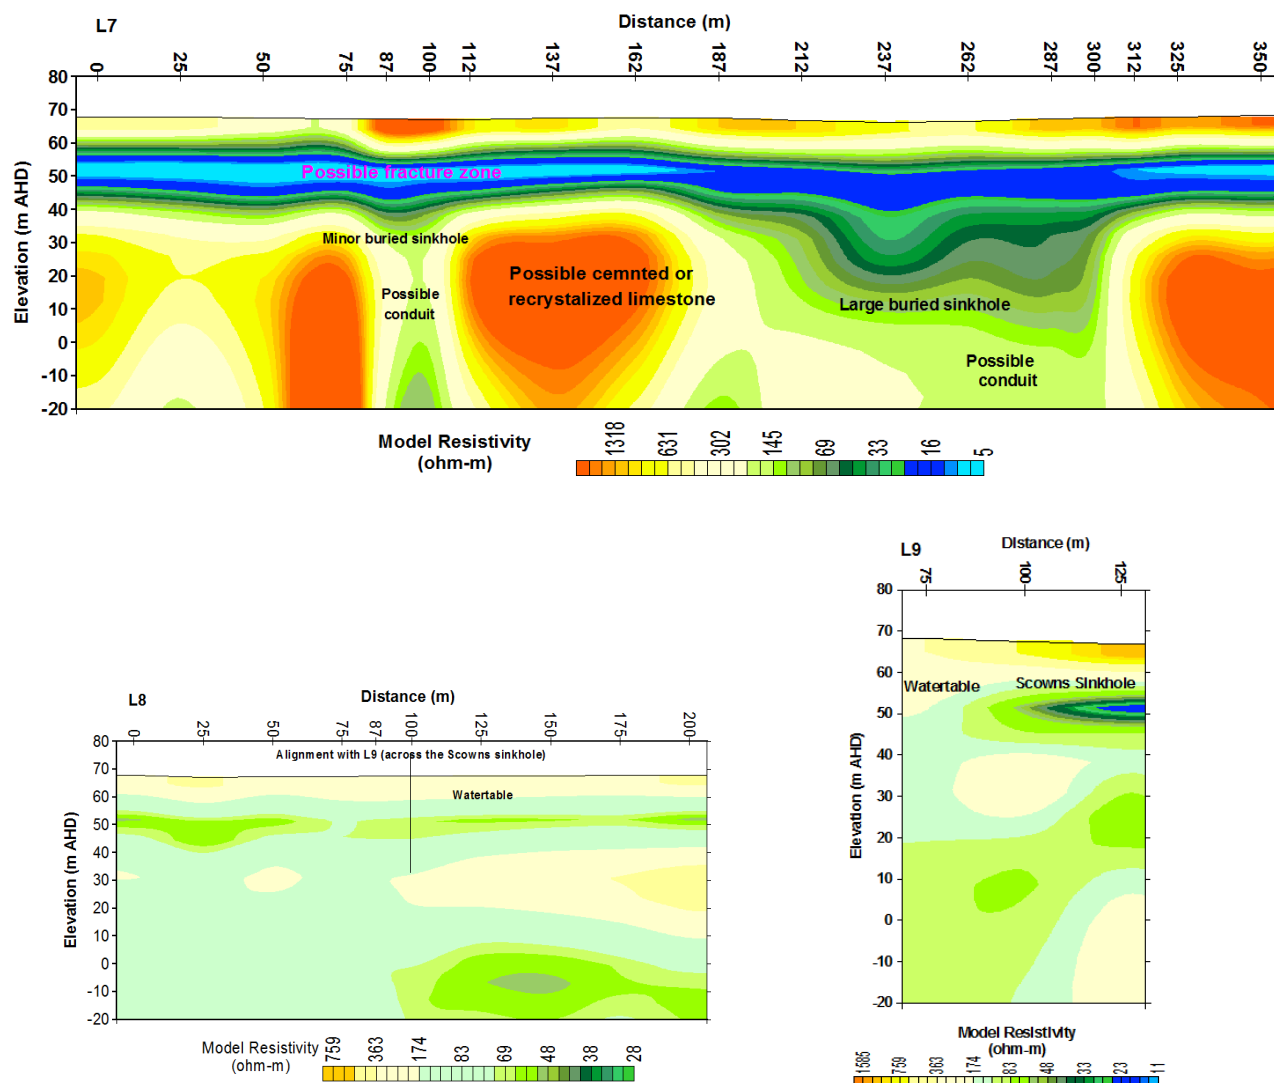 L7
Distance (m)
0 25 50 75 87 100 112 137 162 187 212 237 262 287 300 312 325 350
Elevation (m AHD)
80
70
60
50
40
30
20
10
0
-10
-20
Possible fracture zone
Minor buried sinkhole
Possible
conduit
Possible cemnted or
recrystalized limestone
Large buried sinkhole
Possible
conduit
Model Resistivity
(ohm-m)
1318 631 302 145 69 33 16 5
L8
Distance (m)
0 25 50 75 87 100 125 150 175 200
Elevation (m AHD)
80
70
60
50
40
30
20
10
0
-10
-20
Alignment with L9 (across the Scowns sinkhole)
Watertable
Model Resistivity
(ohm-m)
759 363 174 83 69 48 38 28
L9
Distance (m)
75 100 125
Elevation (m AHD)
80
70
60
50
40
30
20
10
0
-10
-20
Watertable
Scowns Sinkhole
Model Resistivity
(ohm-m)
1585 759 363 174 83 48 33 23 11